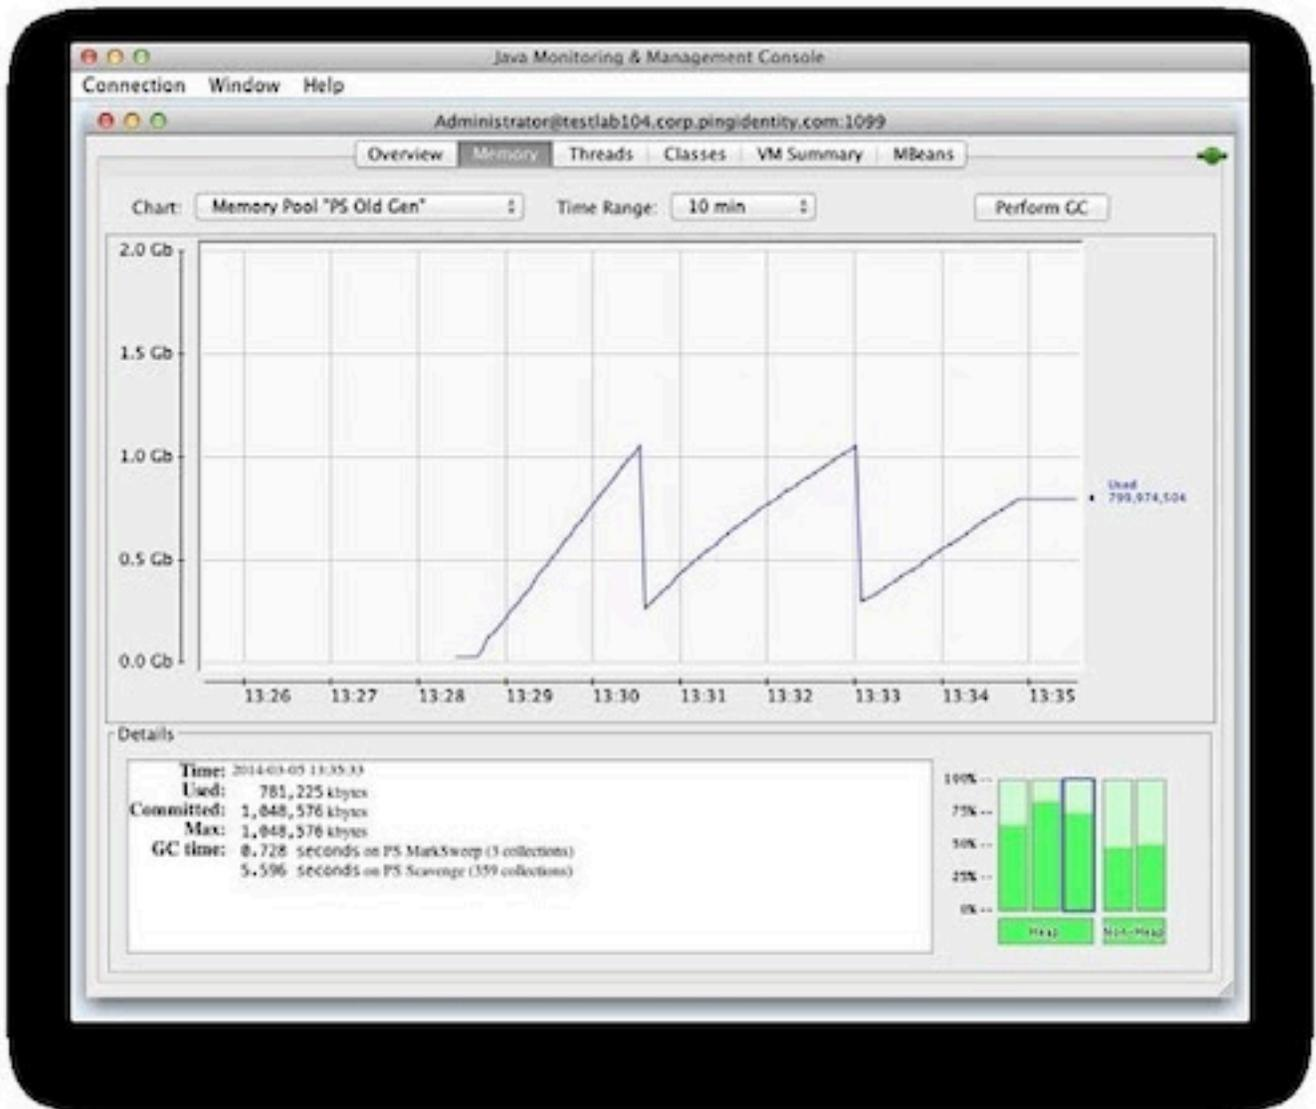 Java Monitoring & Management Console
Connection Window Help
Administrator@testlab104.corp.pingidentity.com:1099
Overview Memory Threads Classes VM Summary MBeans
Chart: Memory Pool "PS Old Gen" Time Range: 10 min Perform GC
2.0 Gb
1.5 Gb
1.0 Gb
0.5 Gb
0.0 Gb
Used
799,974,504
13:26 13:27 13:28 13:29 13:30 13:31 13:32 13:33 13:34 13:35
Details
Time: 2014-03-05 13:35:33
Used: 781,225 kbytes
Committed: 1,048,576 kbytes
Max: 1,048,576 kbytes
GC time: 0.728 seconds on PS MarkSweep (3 collections)
5.596 seconds on PS Scavenge (359 collections)
100% --
75% --
50% --
25% --
0% --
Heap Non-Heap